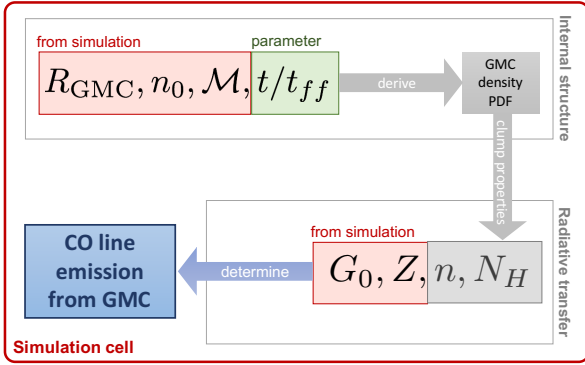 from simulation
parameter
R_GMC, n_0, ℳ, t/t_ff
derive
GMC
density
PDF
Internal structure
clump properties
CO line
emission
from GMC
determine
from simulation
G_0, Z, n, N_H
Radiative transfer
Simulation cell